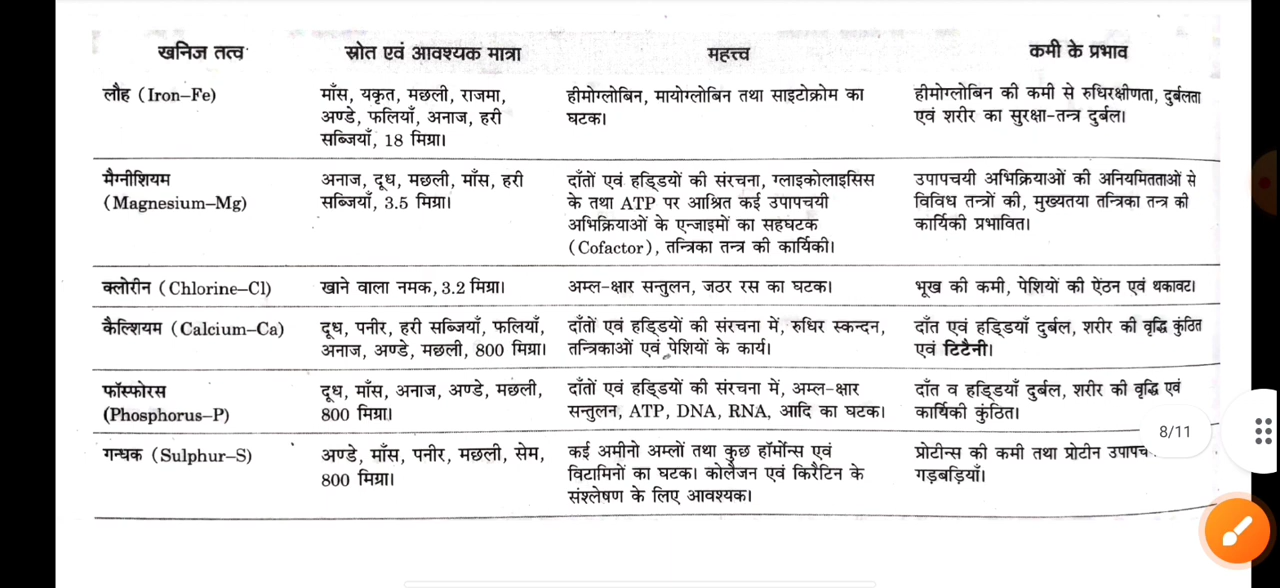 खनिज तत्व स्रोत एवं आवश्यक मात्रा महत्त्व कमी के प्रभाव
लौह (Iron–Fe) माँस, यकृत, मछली, राजमा, हीमोग्लोबिन, मायोग्लोबिन तथा साइटोक्रोम का हीमोग्लोबिन की कमी से रुधिरक्षीणता, दुर्बलता
अण्डे, फलियाँ, अनाज, हरी घटक। एवं शरीर का सुरक्षा-तन्त्र दुर्बल।
सब्जियाँ, 18 मिग्रा।
मैग्नीशियम अनाज, दूध, मछली, माँस, हरी दाँतों एवं हड्डियों की संरचना, ग्लाइकोलाइसिस उपापचयी अभिक्रियाओं की अनियमितताओं से
(Magnesium–Mg) सब्जियाँ, 3.5 मिग्रा। के तथा ATP पर आश्रित कई उपापचयी विविध तन्त्रों की, मुख्यतया तन्त्रिका तन्त्र की
अभिक्रियाओं के एन्जाइमों का सहघटक कार्यिकी प्रभावित।
(Cofactor), तन्त्रिका तन्त्र की कार्यिकी।
क्लोरीन (Chlorine–Cl) खाने वाला नमक, 3.2 मिग्रा। अम्ल-क्षार सन्तुलन, जठर रस का घटक। भूख की कमी, पेशियों की ऐंठन एवं थकावट।
कैल्शियम (Calcium–Ca) दूध, पनीर, हरी सब्जियाँ, फलियाँ, दाँतों एवं हड्डियों की संरचना में, रुधिर स्कन्दन, दाँत एवं हड्डियाँ दुर्बल, शरीर की वृद्धि कुंठित
अनाज, अण्डे, मछली, 800 मिग्रा। तन्त्रिकाओं एवं पेशियों के कार्य। एवं टिटैनी।
फॉस्फोरस दूध, माँस, अनाज, अण्डे, मछली, दाँतों एवं हड्डियों की संरचना में, अम्ल-क्षार दाँत व हड्डियाँ दुर्बल, शरीर की वृद्धि एवं
(Phosphorus–P) 800 मिग्रा। सन्तुलन, ATP, DNA, RNA, आदि का घटक। कार्यिकी कुंठित।
8/11
गन्धक (Sulphur–S) अण्डे, माँस, पनीर, मछली, सेम, कई अमीनो अम्लों तथा कुछ हॉर्मोन्स एवं प्रोटीन्स की कमी तथा प्रोटीन उपापच
800 मिग्रा। विटामिनों का घटक। कोलैजन एवं किरैटिन के गड़बड़ियाँ।
संश्लेषण के लिए आवश्यक।